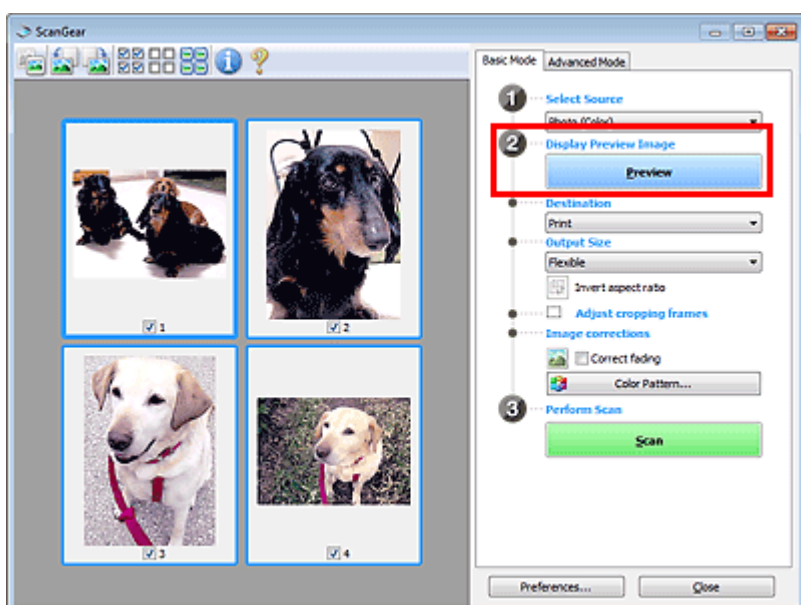 ScanGear
Basic Mode
Advanced Mode
1
Select Source
Photo (Color)
2
Display Preview Image
Preview
Destination
Print
Output Size
Flexible
Invert aspect ratio
Adjust cropping frames
Image corrections
Correct fading
Color Pattern...
3
Perform Scan
Scan
Preferences...
Close
1
2
3
4